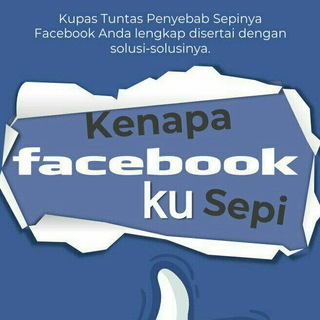 Kupas Tuntas Penyebab Sepinya
Facebook Anda lengkap disertai dengan
solusi-solusinya.
Kenapa
facebook
ku Sepi